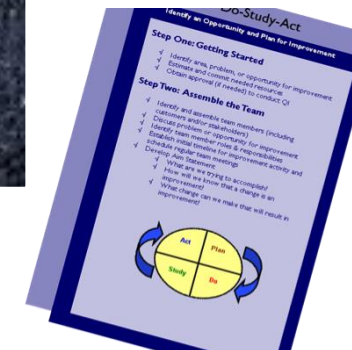 Do-Study-Act
Identify an Opportunity and Plan for Improvement
Step One: Getting Started
√ Identify area, problem, or opportunity for improvement
√ Estimate and commit needed resources
√ Obtain approval (if needed) to conduct QI
Step Two: Assemble the Team
√ Identify and assemble team members (including
customers and/or stakeholders)
√ Discuss problem or opportunity for improvement
√ Identify team member roles & responsibilities
√ Establish initial timeline for improvement activity and
schedule regular team meetings
√ Develop Aim Statement
√ What are we trying to accomplish?
√ How will we know that a change is an
improvement?
√ What change can we make that will result in
improvement?
Act
Plan
Study
Do